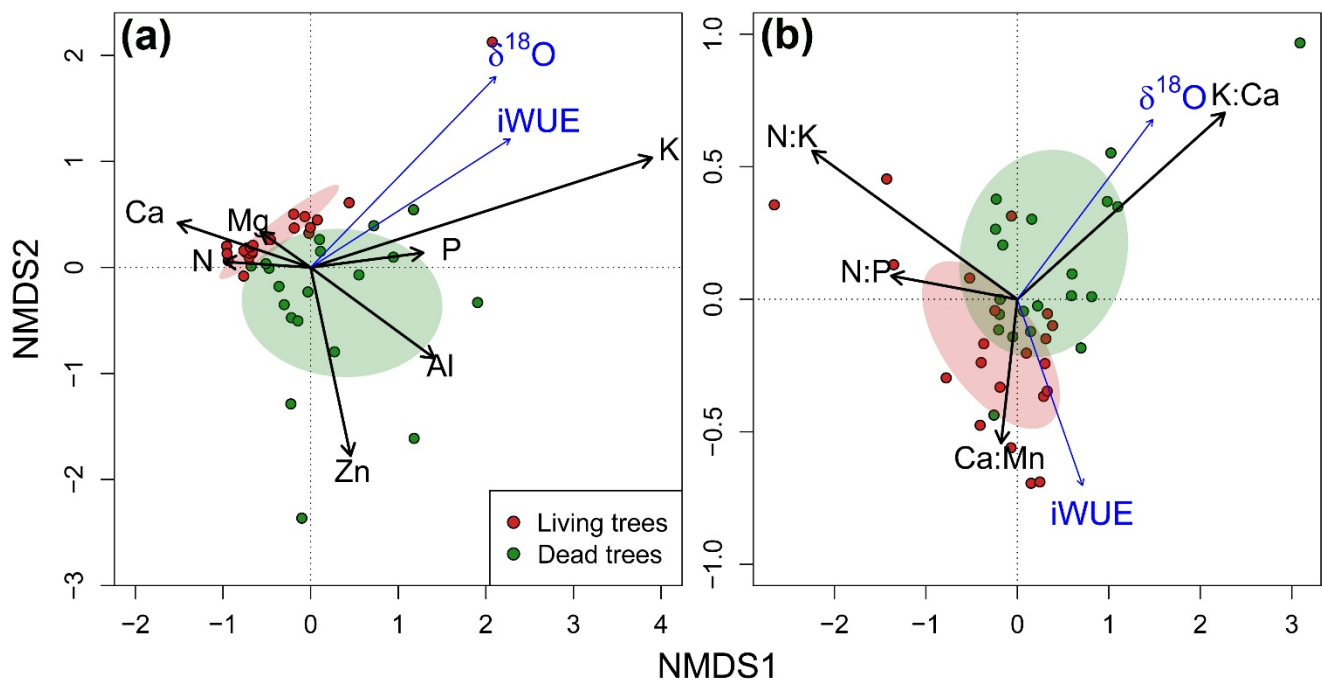 (a)
δ¹⁸O
iWUE
K
Ca
Mg
N
P
Al
Zn
Living trees
Dead trees
2
1
0
−1
−2
−3
−2
−1
0
1
2
3
4
NMDS2
(b)
δ¹⁸O
K:Ca
N:K
N:P
Ca:Mn
iWUE
1.0
0.5
0.0
−0.5
−1.0
−2
−1
0
1
2
3
NMDS1